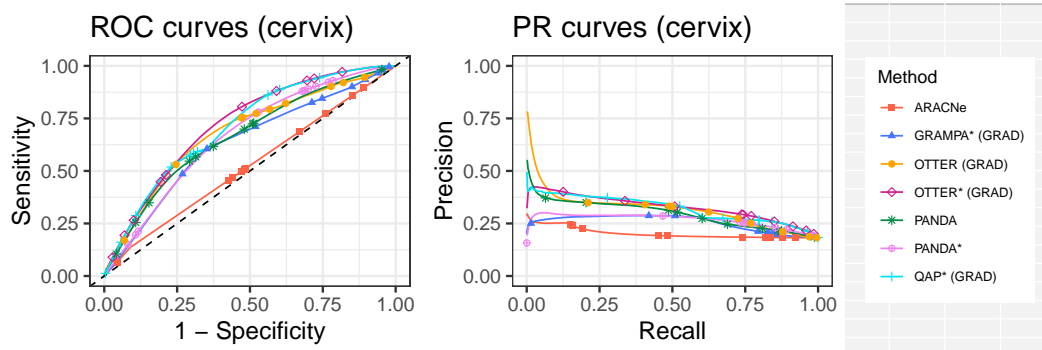 ROC curves (cervix)
Sensitivity
1.00
0.75
0.50
0.25
0.00
0.00 0.25 0.50 0.75 1.00
1 − Specificity
PR curves (cervix)
Precision
1.00
0.75
0.50
0.25
0.00
0.00 0.25 0.50 0.75 1.00
Recall
Method
ARACNe
GRAMPA* (GRAD)
OTTER (GRAD)
OTTER* (GRAD)
PANDA
PANDA*
QAP* (GRAD)